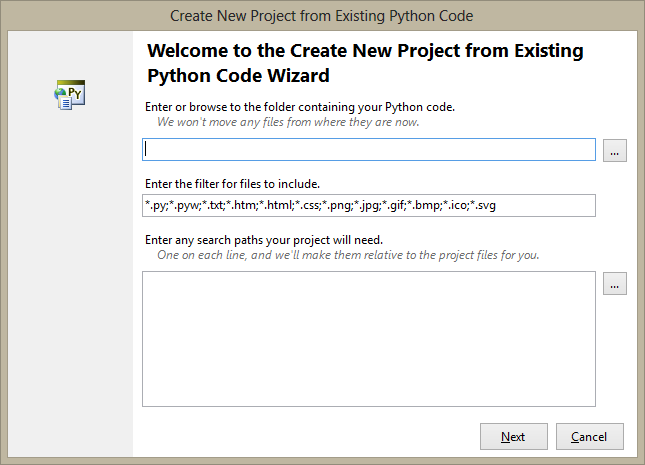 Create New Project from Existing Python Code
Welcome to the Create New Project from Existing
Python Code Wizard
PY
Enter or browse to the folder containing your Python code.
We won't move any files from where they are now.
...
Enter the filter for files to include.
*.py;*.pyw;*.txt;*.htm;*.html;*.css;*.png;*.jpg;*.gif;*.bmp;*.ico;*.svg
Enter any search paths your project will need.
One on each line, and we'll make them relative to the project files for you.
...
Next Cancel